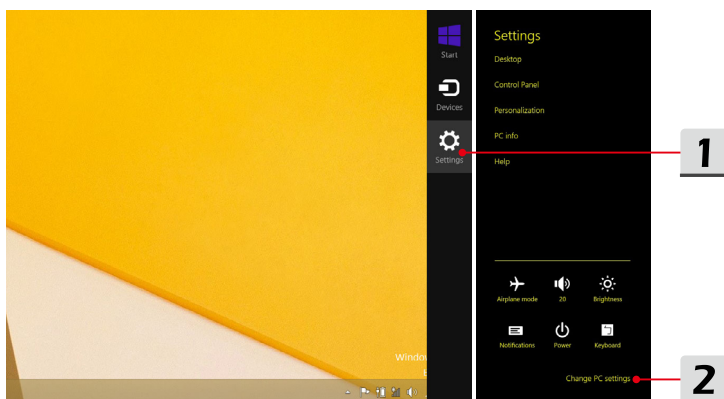 Start
Devices
Settings
Settings
Desktop
Control Panel
Personalization
PC info
Help
Airplane mode
20
Brightness
Notifications
Power
Keyboard
Change PC settings
1
2